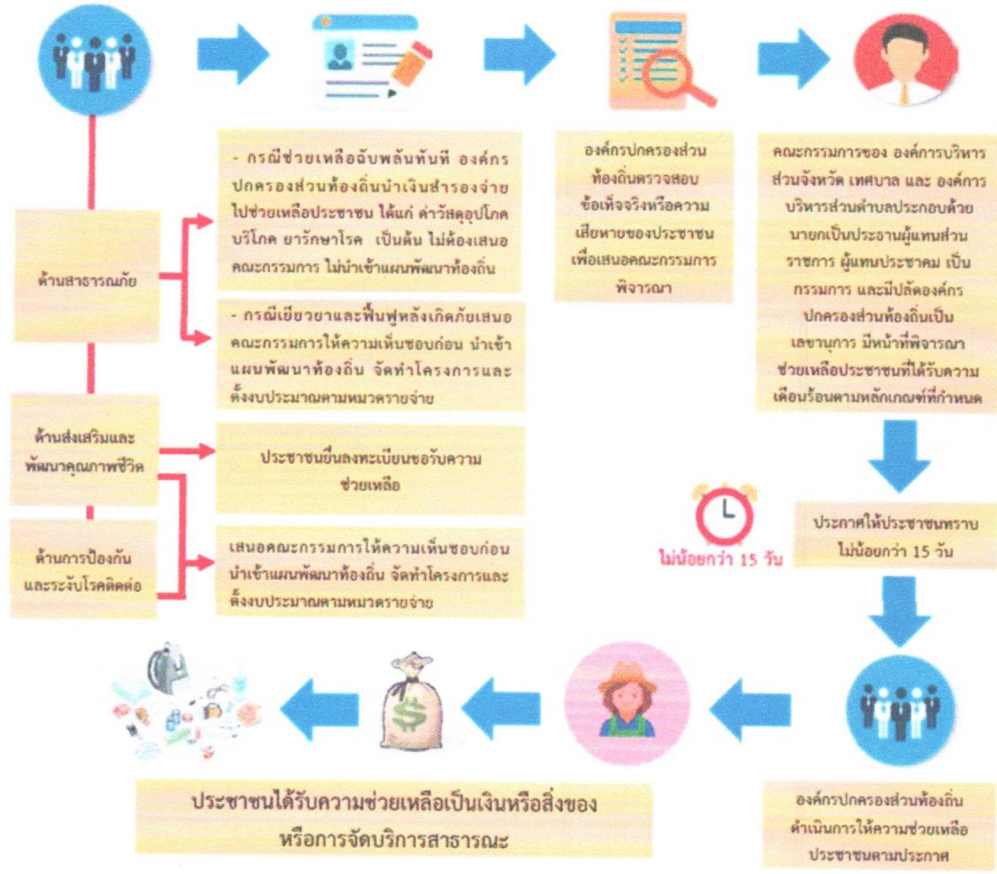 - กรณีช่วยเหลือฉับพลันทันที องค์กร
ปกครองส่วนท้องถิ่นนำเงินสำรองจ่าย
ไปช่วยเหลือประชาชน ได้แก่ ค่าวัสดุอุปโภค
บริโภค ยารักษาโรค เป็นต้น ไม่ต้องเสนอ
คณะกรรมการ ไม่นำเข้าแผนพัฒนาท้องถิ่น
องค์กรปกครองส่วน
ท้องถิ่นตรวจสอบ
ข้อเท็จจริงหรือความ
เสียหายของประชาชน
เพื่อเสนอคณะกรรมการ
พิจารณา
คณะกรรมการของ องค์การบริหาร
ส่วนจังหวัด เทศบาล และ องค์การ
บริหารส่วนตำบลประกอบด้วย
นายกเป็นประธานผู้แทนส่วน
ราชการ ผู้แทนประชาคม เป็น
กรรมการ และมีปลัดองค์กร
ปกครองส่วนท้องถิ่นเป็น
เลขานุการ มีหน้าที่พิจารณา
ช่วยเหลือประชาชนที่ได้รับความ
เดือนร้อนตามหลักเกณฑ์ที่กำหนด
ด้านสาธารณภัย
- กรณีเยียวยาและฟื้นฟูหลังเกิดภัยเสนอ
คณะกรรมการให้ความเห็นชอบก่อน นำเข้า
แผนพัฒนาท้องถิ่น จัดทำโครงการและ
ตั้งงบประมาณตามหมวดรายจ่าย
ด้านส่งเสริมและ
พัฒนาคุณภาพชีวิต
ประชาชนยื่นลงทะเบียนขอรับความ
ช่วยเหลือ
ด้านการป้องกัน
และระงับโรคติดต่อ
เสนอคณะกรรมการให้ความเห็นชอบก่อน
นำเข้าแผนพัฒนาท้องถิ่น จัดทำโครงการและ
ตั้งงบประมาณตามหมวดรายจ่าย
ไม่น้อยกว่า 15 วัน
ประกาศให้ประชาชนทราบ
ไม่น้อยกว่า 15 วัน
องค์กรปกครองส่วนท้องถิ่น
ดำเนินการให้ความช่วยเหลือ
ประชาชนตามประกาศ
ประชาชนได้รับความช่วยเหลือเป็นเงินหรือสิ่งของ
หรือการจัดบริการสาธารณะ